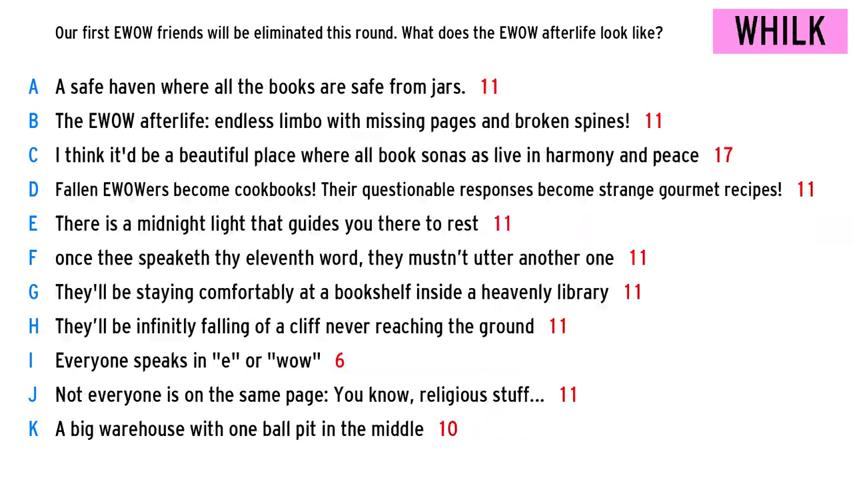 Our first EWOW friends will be eliminated this round. What does the EWOW afterlife look like?
WHILK
A A safe haven where all the books are safe from jars. 11
B The EWOW afterlife: endless limbo with missing pages and broken spines! 11
C I think it'd be a beautiful place where all book sonas as live in harmony and peace 17
D Fallen EWOWers become cookbooks! Their questionable responses become strange gourmet recipes! 11
E There is a midnight light that guides you there to rest 11
F once thee speaketh thy eleventh word, they mustn’t utter another one 11
G They'll be staying comfortably at a bookshelf inside a heavenly library 11
H They’ll be infinitly falling of a cliff never reaching the ground 11
I Everyone speaks in "e" or "wow" 6
J Not everyone is on the same page: You know, religious stuff... 11
K A big warehouse with one ball pit in the middle 10